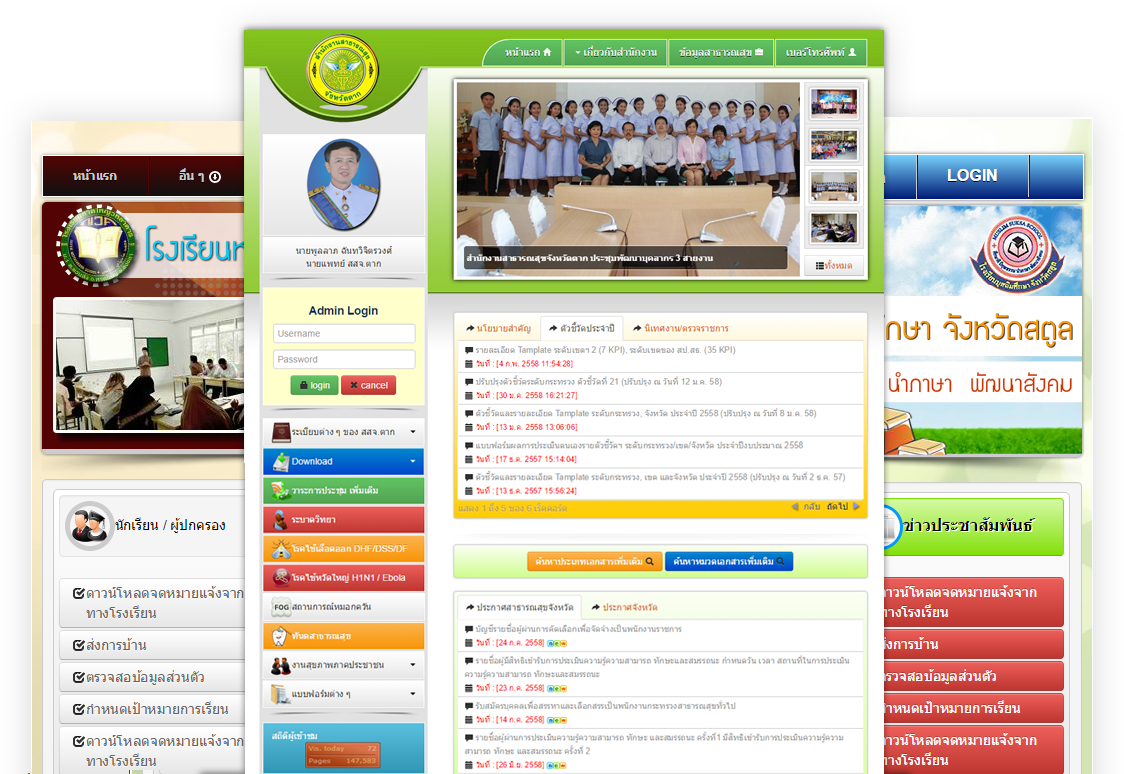 หน้าแรก
เกี่ยวกับสำนักงาน
ข้อมูลสาธารณสุข
เบอร์โทรศัพท์
สำนักงานสาธารณสุข
จังหวัดตาก
สำนักงานสาธารณสุขจังหวัดตาก ประชุมพัฒนาบุคลากร 3 สายงาน
ทั้งหมด
นายพูลลาภ ฉันทวิจิตรวงศ์
นายแพทย์ สสจ.ตาก
Admin Login
Username
Password
login
cancel
ระเบียบต่าง ๆ ของ สสจ.ตาก
Download
วาระการประชุม เพิ่มเติม
ระบาดวิทยา
โรคไข้เลือดออก DHF/DSS/DF
โรคไข้หวัดใหญ่ H1N1 / Ebola
FOG สถานการณ์หมอกควัน
ทันตสาธารณสุข
งานสุขภาพภาคประชาชน
แบบฟอร์มต่าง ๆ
สถิติผู้เข้าชม
Vis. today 72
Pages 147,583
นโยบายสำคัญ
ตัวชี้วัดประจำปี
นิเทศงาน/ตรวจราชการ
รายละเอียด Tamplate ระดับเขตฯ 2 (7 KPI), ระดับเขตของ สป.สธ. (35 KPI)
วันที่ : [4 ก.พ. 2558 11:54:28]
ปรับปรุงตัวชี้วัดระดับกระทรวง ตัวชี้วัดที่ 21 (ปรับปรุง ณ วันที่ 12 ม.ค. 58)
วันที่ : [30 ม.ค. 2558 16:21:27]
ตัวชี้วัดและรายละเอียด Tamplate ระดับกระทรวง, จังหวัด ประจำปี 2558 (ปรับปรุง ณ วันที่ 8 ม.ค. 58)
วันที่ : [13 ม.ค. 2558 13:06:06]
แบบฟอร์มผลการประเมินตนเองรายตัวชี้วัดฯ ระดับกระทรวง/เขต/จังหวัด ประจำปีงบประมาณ 2558
วันที่ : [17 ธ.ค. 2557 15:14:04]
ตัวชี้วัดและรายละเอียด Tamplate ระดับกระทรวง, เขต และจังหวัด ประจำปี 2558 (ปรับปรุง ณ วันที่ 2 ธ.ค. 57)
วันที่ : [13 ธ.ค. 2557 15:56:24]
แสดง 1 ถึง 5 ของ 6 เร็คคอร์ด
กลับ ถัดไป
ค้นหาประเภทเอกสารเพิ่มเติม
ค้นหาหมวดเอกสารเพิ่มเติม
ประกาศสาธารณสุขจังหวัด
ประกาศจังหวัด
บัญชีรายชื่อผู้ผ่านการคัดเลือกเพื่อจัดจ้างเป็นพนักงานราชการ
วันที่ : [24 ก.ค. 2558] new
รายชื่อผู้มีสิทธิเข้ารับการประเมินความรู้ความสามารถ ทักษะและสมรรถนะ กำหนดวัน เวลา สถานที่ในการประเมิน
ความรู้ความสามารถ ทักษะและสมรรถนะ
วันที่ : [23 ก.ค. 2558] new
รับสมัครบุคคลเพื่อสรรหาและเลือกสรรเป็นพนักงานกระทรวงสาธารณสุขทั่วไป
วันที่ : [14 ก.ค. 2558] new
รายชื่อผู้ผ่านการประเมินความรู้ความสามารถ ทักษะ และสมรรถนะ ครั้งที่ 1 มีสิทธิเข้ารับการประเมินความรู้ความ
สามารถ ทักษะ และสมรรถนะ ครั้งที่ 2
วันที่ : [26 มิ.ย. 2558] new
หน้าแรก
อื่น ๆ
โรงเรียน
นักเรียน / ผู้ปกครอง
ดาวน์โหลดจดหมายแจ้งจาก
ทางโรงเรียน
ส่งการบ้าน
ตรวจสอบข้อมูลส่วนตัว
กำหนดเป้าหมายการเรียน
ดาวน์โหลดจดหมายแจ้งจาก
ทางโรงเรียน
LOGIN
MUSLIM SUKSA SCHOOL
กษา จังหวัดสตูล
นำภาษา พัฒนาสังคม
ข่าวประชาสัมพันธ์
ดาวน์โหลดจดหมายแจ้งจาก
ทางโรงเรียน
ส่งการบ้าน
ตรวจสอบข้อมูลส่วนตัว
กำหนดเป้าหมายการเรียน
ดาวน์โหลดจดหมายแจ้งจาก
ทางโรงเรียน